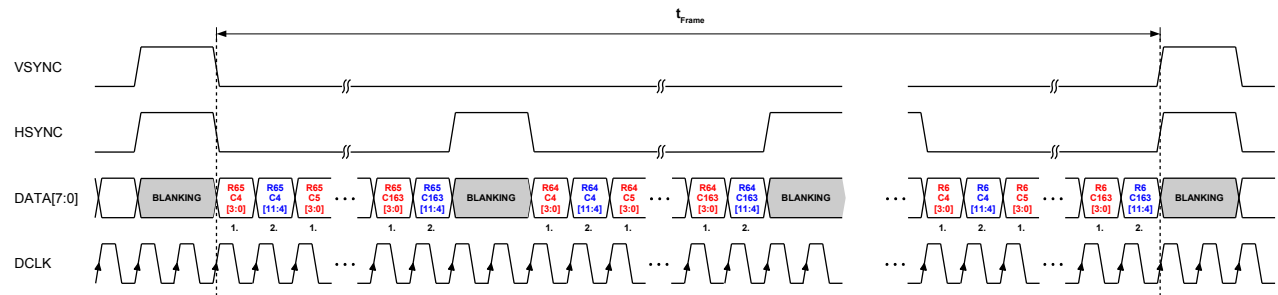 t Frame
VSYNC
HSYNC
DATA[7:0]
BLANKING
R65
C4
[3:0]
R65
C4
[11:4]
R65
C5
[3:0]
• • •
R65
C163
[3:0]
R65
C163
[11:4]
BLANKING
R64
C4
[3:0]
R64
C4
[11:4]
R64
C5
[3:0]
• • •
R64
C163
[3:0]
R64
C163
[11:4]
BLANKING
• • •
R6
C4
[3:0]
R6
C4
[11:4]
R6
C5
[3:0]
• • •
R6
C163
[3:0]
R6
C163
[11:4]
BLANKING
1. 2. 1. 1. 2. 1. 2. 1. 1. 2. 1. 2. 1. 1. 2.
DCLK • • • • • • • • • • • •